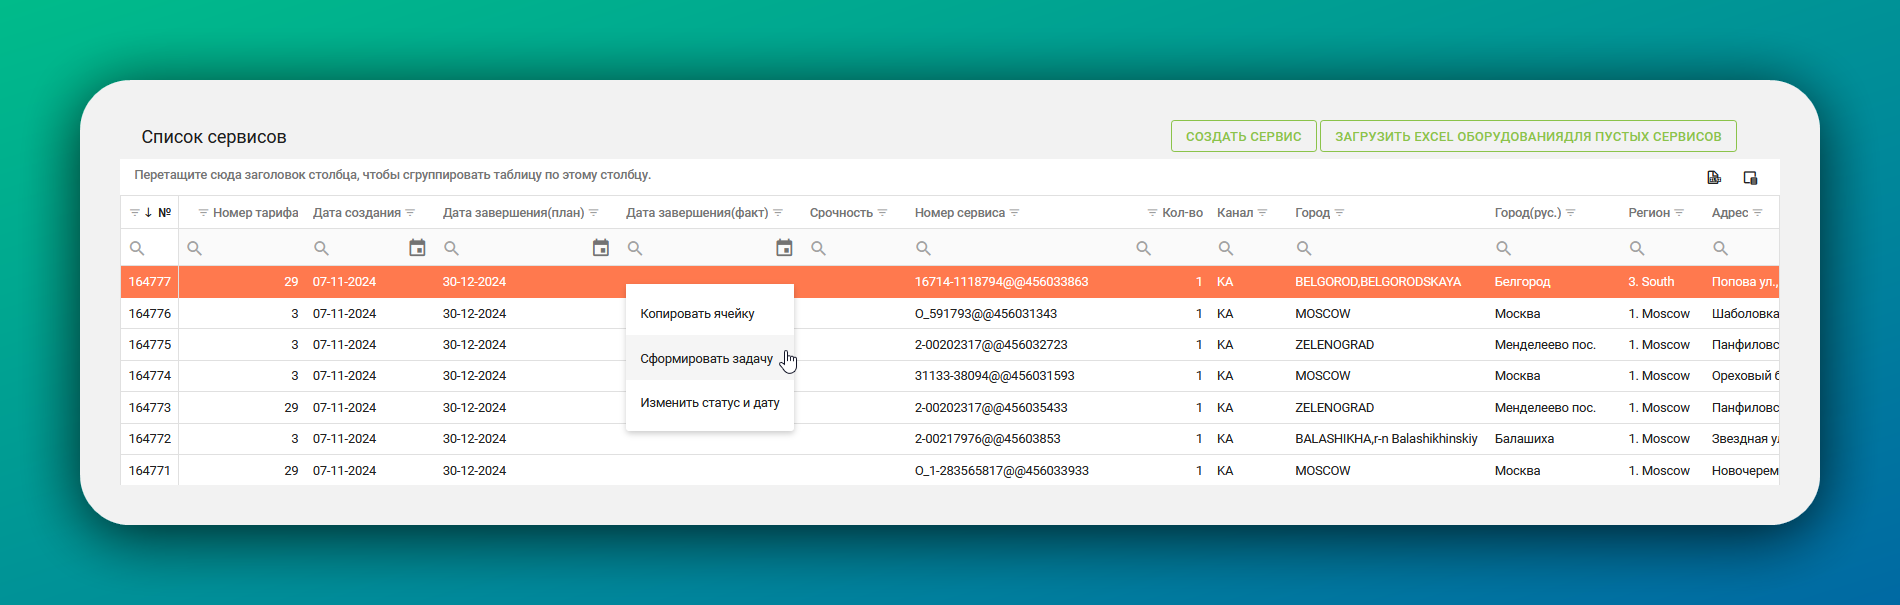 Список сервисов
СОЗДАТЬ СЕРВИС
ЗАГРУЗИТЬ EXCEL ОБОРУДОВАНИЯДЛЯ ПУСТЫХ СЕРВИСОВ
Перетащите сюда заголовок столбца, чтобы сгруппировать таблицу по этому столбцу.
№ Номер тарифа Дата создания Дата завершения(план) Дата завершения(факт) Срочность Номер сервиса Кол-во Канал Город Город(рус.) Регион Адрес
164777 29 07-11-2024 30-12-2024 16714-1118794@@456033863 1 КА BELGOROD,BELGORODSKAYA Белгород 3. South Попова ул.,
164776 3 07-11-2024 30-12-2024 O_591793@@456031343 1 КА MOSCOW Москва 1. Moscow Шаболовка
164775 3 07-11-2024 30-12-2024 2-00202317@@456032723 1 КА ZELENOGRAD Менделеево пос. 1. Moscow Панфиловс
164774 3 07-11-2024 30-12-2024 31133-38094@@456031593 1 КА MOSCOW Москва 1. Moscow Ореховый б
164773 29 07-11-2024 30-12-2024 2-00202317@@456035433 1 КА ZELENOGRAD Менделеево пос. 1. Moscow Панфиловс
164772 3 07-11-2024 30-12-2024 2-00217976@@45603853 1 КА BALASHIKHA,r-n Balashikhinskiy Балашиха 1. Moscow Звездная ул
164771 29 07-11-2024 30-12-2024 O_1-283565817@@456033933 1 КА MOSCOW Москва 1. Moscow Новочерем
Копировать ячейку
Сформировать задачу
Изменить статус и дату